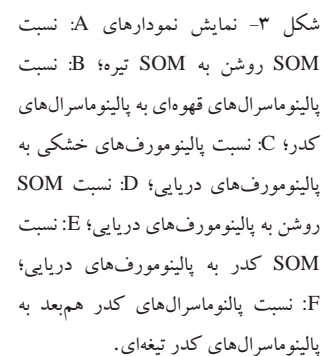 شکل ۳- نمایش نمودارهای A: نسبت
SOM روشن به SOM تیره؛ B: نسبت
پالینوماسرال‌های قهوه‌ای به پالینوماسرال‌های
کدر؛ C: نسبت پالینومورف‌های خشکی به
پالینومورف‌های دریایی؛ D: نسبت SOM
روشن به پالینومورف‌های دریایی؛ E: نسبت
SOM کدر به پالینومورف‌های دریایی؛
F: نسبت پالنوماسرال‌های کدر هم‌بعد به
پالینوماسرال‌های کدر تیغه‌ای.